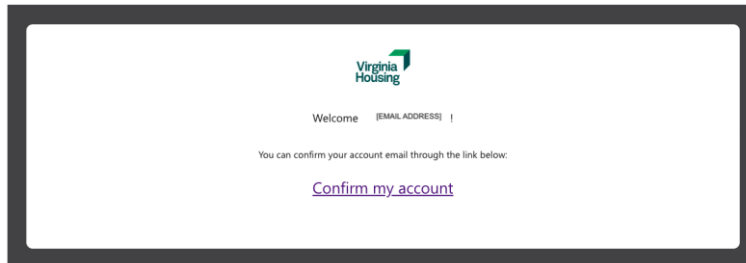 Virginia
Housing
Welcome [EMAIL ADDRESS] !
You can confirm your account email through the link below:
Confirm my account